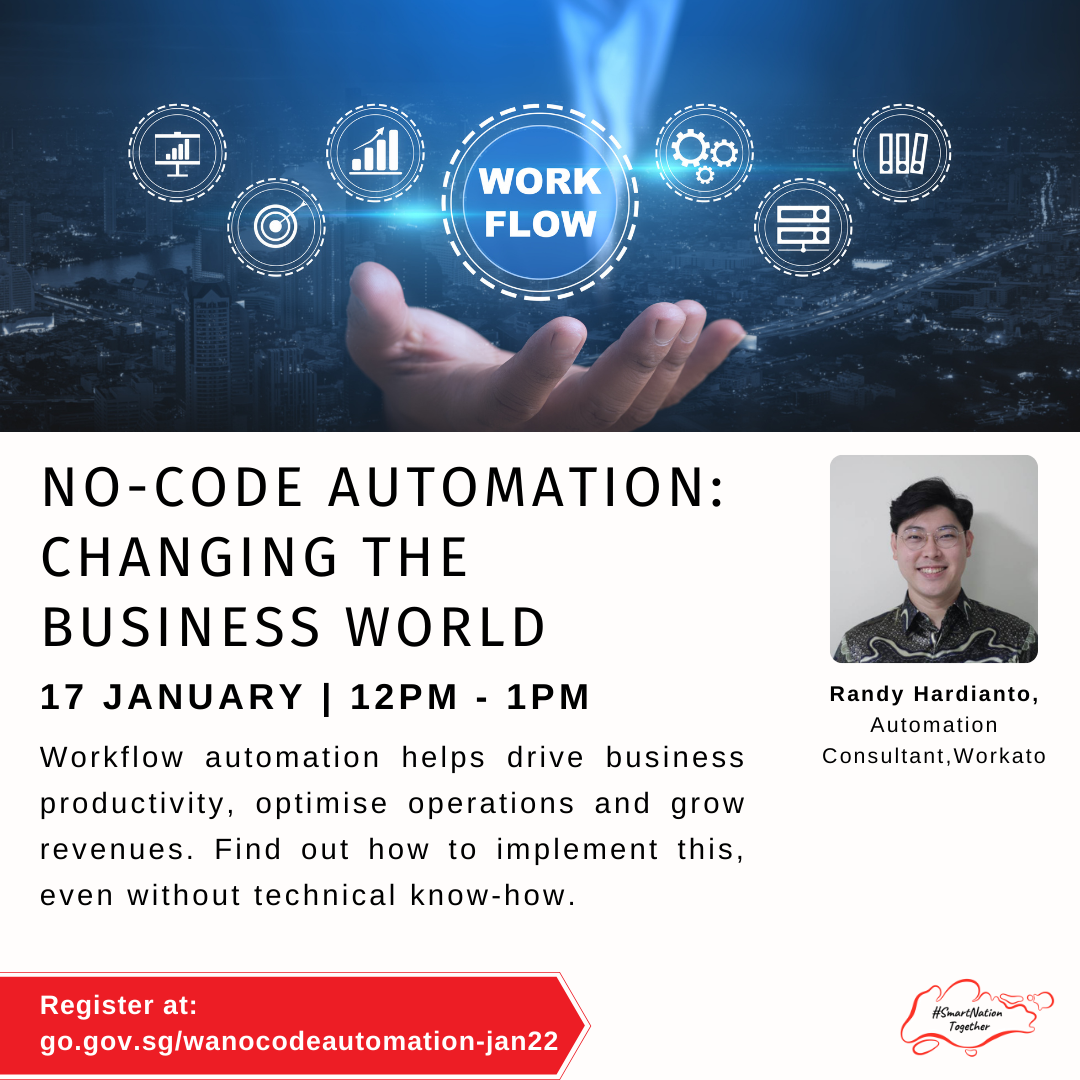 WORK
FLOW
NO-CODE AUTOMATION:
CHANGING THE
BUSINESS WORLD
17 JANUARY | 12PM - 1PM
Workflow automation helps drive business
productivity, optimise operations and grow
revenues. Find out how to implement this,
even without technical know-how.
Randy Hardianto,
Automation
Consultant,Workato
Register at:
go.gov.sg/wanocodeautomation-jan22
#SmartNation
Together